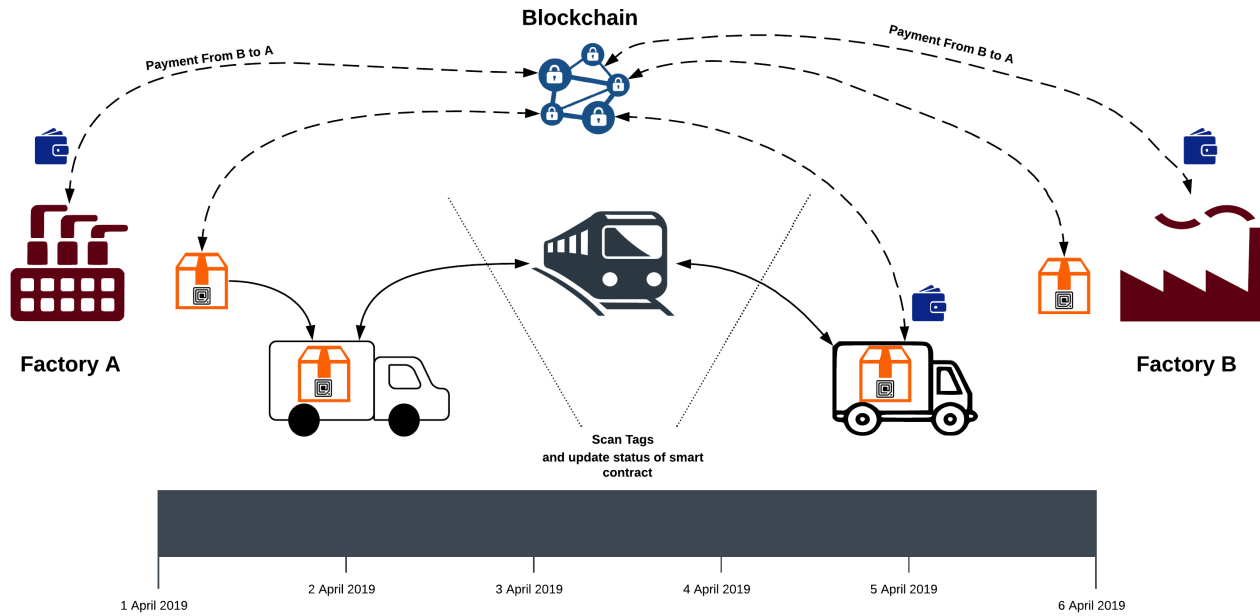 Blockchain
Payment From B to A
Payment From B to A
Factory A
Factory B
Scan Tags
and update status of smart
contract
1 April 2019
2 April 2019
3 April 2019
4 April 2019
5 April 2019
6 April 2019